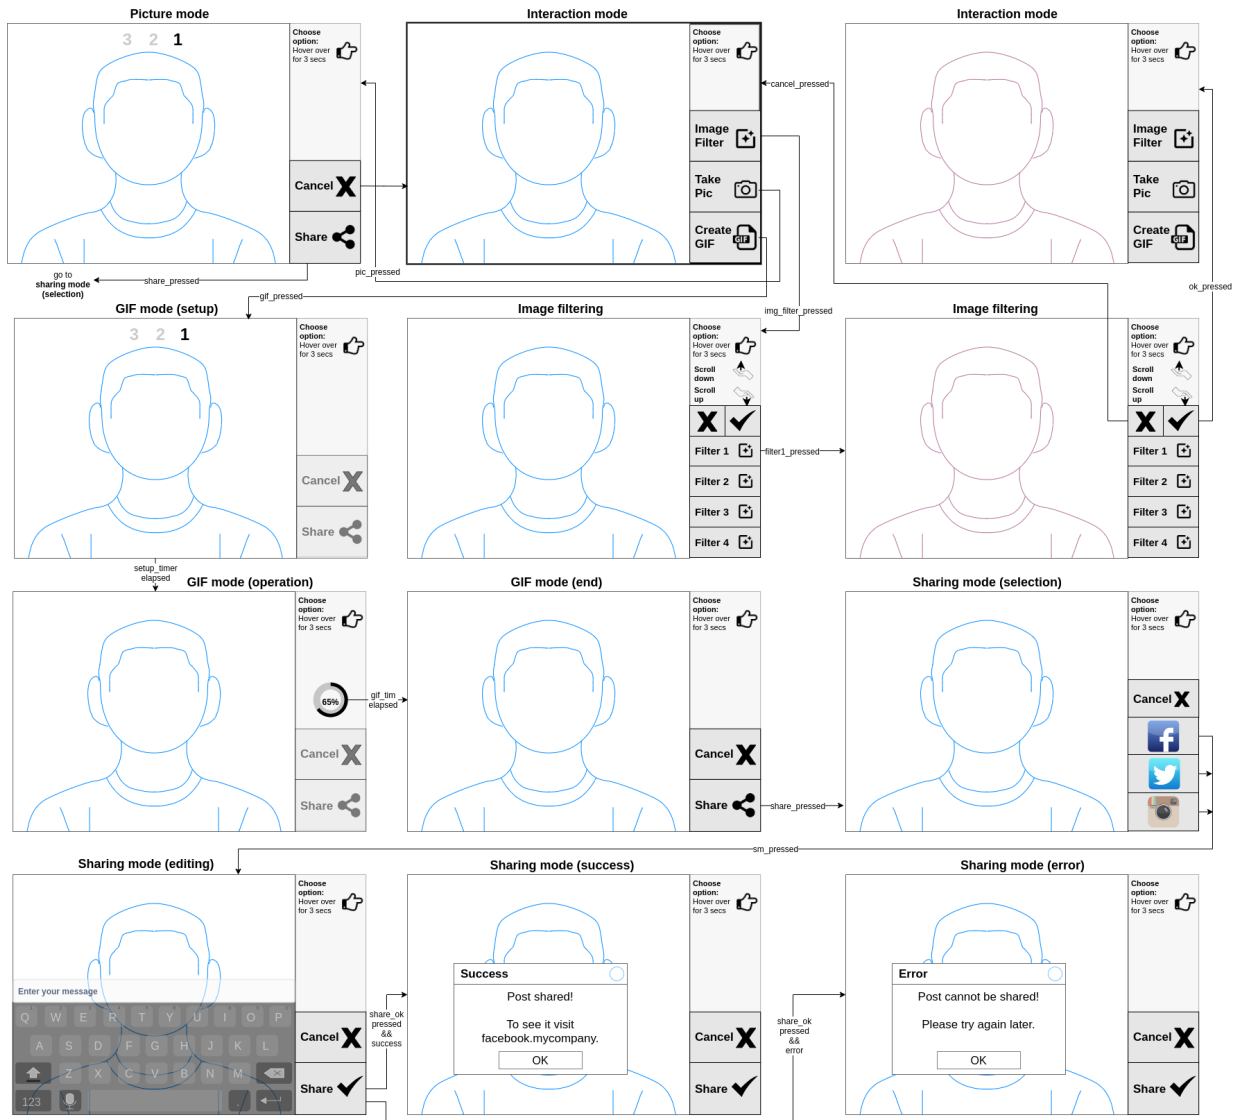 Picture mode
3 2 1
Choose
option:
Hover over
for 3 secs
Cancel
Share
go to
sharing mode
(selection)
share_pressed
pic_pressed
Interaction mode
Choose
option:
Hover over
for 3 secs
Image
Filter
Take
Pic
Create
GIF
GIF
cancel_pressed
Interaction mode
Choose
option:
Hover over
for 3 secs
Image
Filter
Take
Pic
Create
GIF
GIF
ok_pressed
gif_pressed
img_filter_pressed
GIF mode (setup)
3 2 1
Choose
option:
Hover over
for 3 secs
Cancel
Share
setup_timer
elapsed
Image filtering
Choose
option:
Hover over
for 3 secs
Scroll
down
Scroll
up
Filter 1
Filter 2
Filter 3
Filter 4
filter1_pressed
Image filtering
Choose
option:
Hover over
for 3 secs
Scroll
down
Scroll
up
Filter 1
Filter 2
Filter 3
Filter 4
GIF mode (operation)
Choose
option:
Hover over
for 3 secs
65%
Cancel
Share
gif_tim
elapsed
GIF mode (end)
Choose
option:
Hover over
for 3 secs
Cancel
Share
share_pressed
Sharing mode (selection)
Choose
option:
Hover over
for 3 secs
Cancel
f
sm_pressed
Sharing mode (editing)
Choose
option:
Hover over
for 3 secs
Enter your message
Q W E R T Y U I O P
A S D F G H J K L
Z X C V B N M
123 .
Cancel
Share
share_ok
pressed
&&
success
Sharing mode (success)
Choose
option:
Hover over
for 3 secs
Success
Post shared!
To see it visit
facebook.mycompany.
OK
Cancel
Share
share_ok
pressed
&&
error
Sharing mode (error)
Choose
option:
Hover over
for 3 secs
Error
Post cannot be shared!
Please try again later.
OK
Cancel
Share